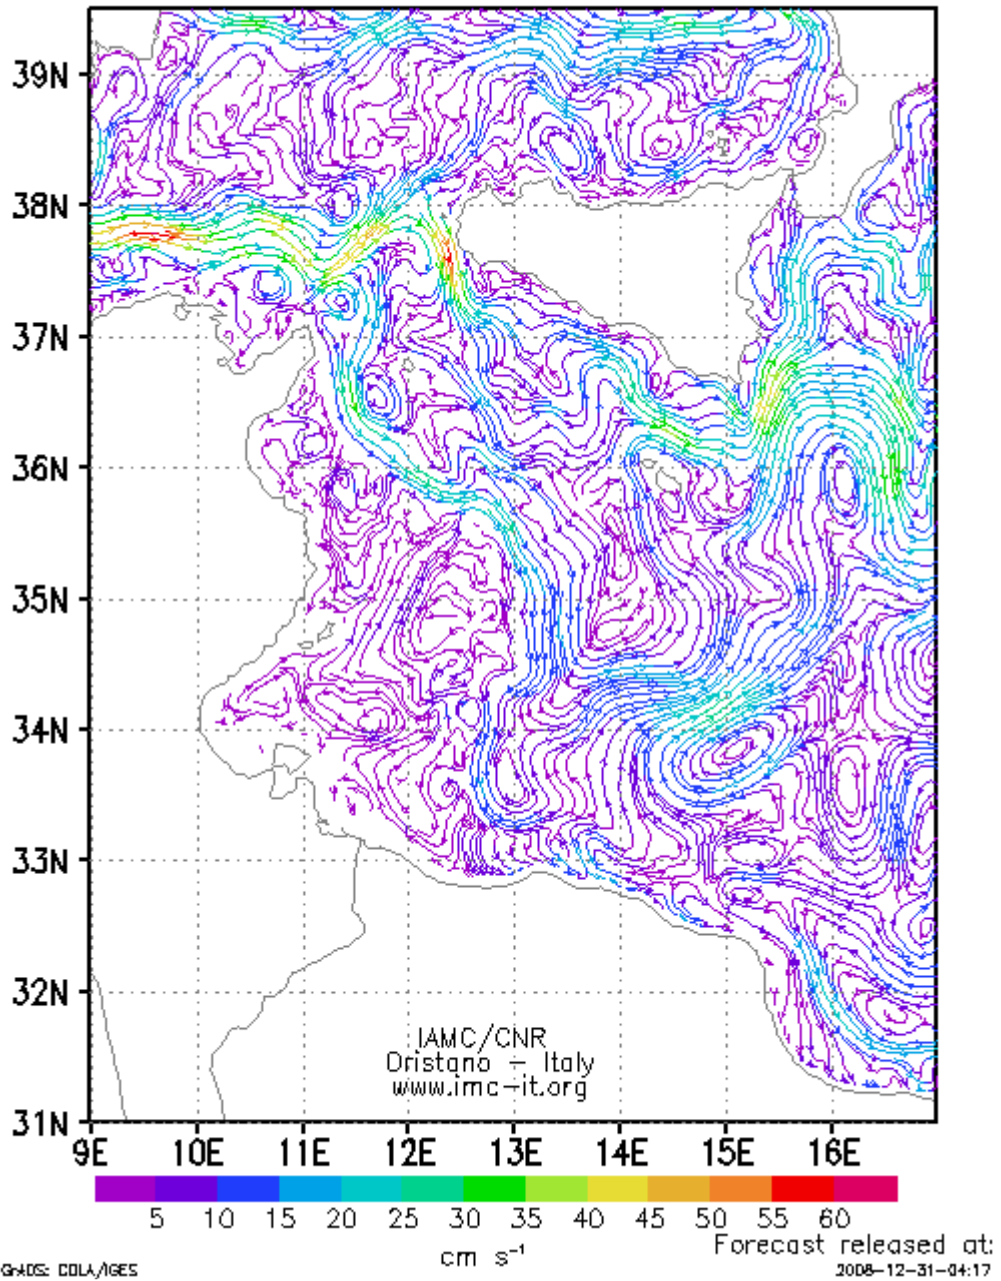 39N
38N
37N
36N
35N
34N
33N
32N
31N
IAMC/CNR
Oristano – Italy
www.imc-it.org
9E 10E 11E 12E 13E 14E 15E 16E
5 10 15 20 25 30 35 40 45 50 55 60
cm s⁻¹
Forecast released at:
GrADS: COLA/IGES
2008-12-31-04:17